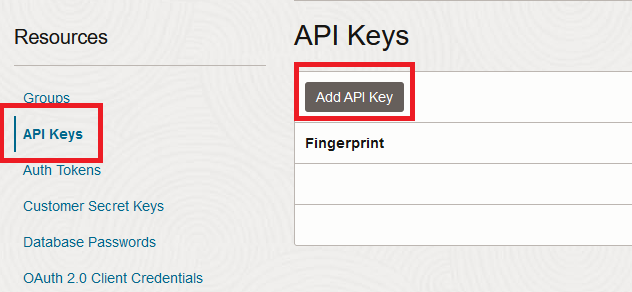 Resources
Groups
API Keys
Auth Tokens
Customer Secret Keys
Database Passwords
OAuth 2.0 Client Credentials
API Keys
Add API Key
Fingerprint